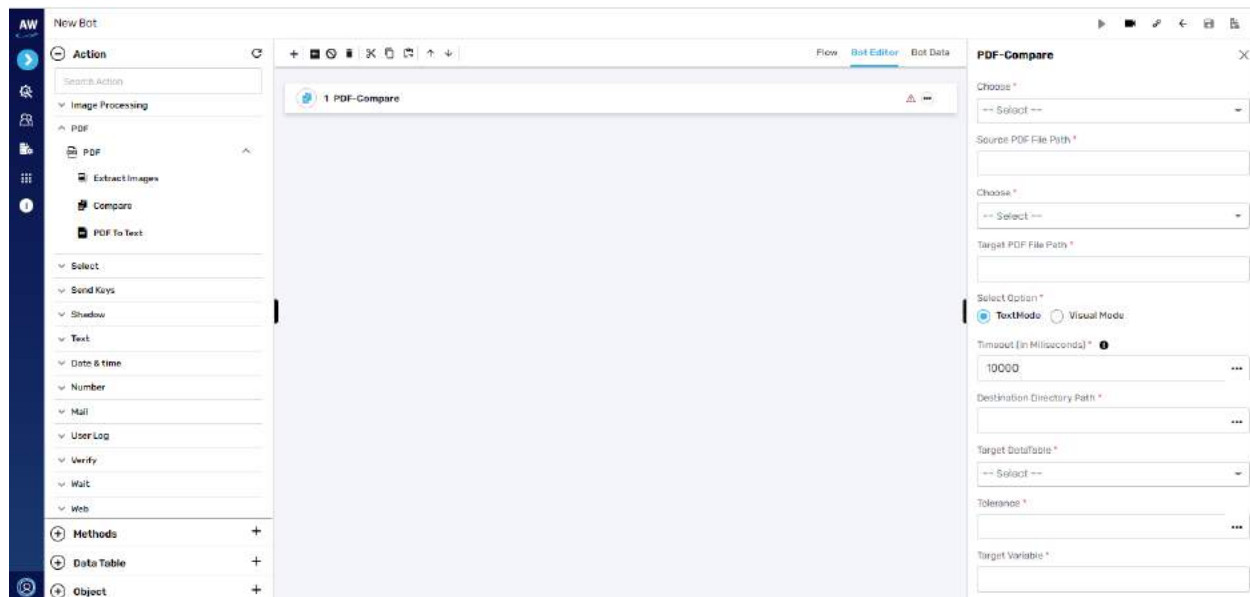 AW
New Bot
Action
Search Action
Image Processing
PDF
PDF
Extract Images
Compare
PDF To Text
Select
Send Keys
Shadow
Text
Date & time
Number
Mail
User Log
Verify
Wait
Web
Methods
Data Table
Object
Flow Bot Editor Bot Data
1 PDF-Compare
PDF-Compare
Choose *
-- Select --
Source PDF File Path *
Choose *
-- Select --
Target PDF File Path *
Select Option *
TextMode Visual Mode
Timeout (in Miliseconds) *
10000
Destination Directory Path *
Target DataTable *
-- Select --
Tolerance *
Target Variable *